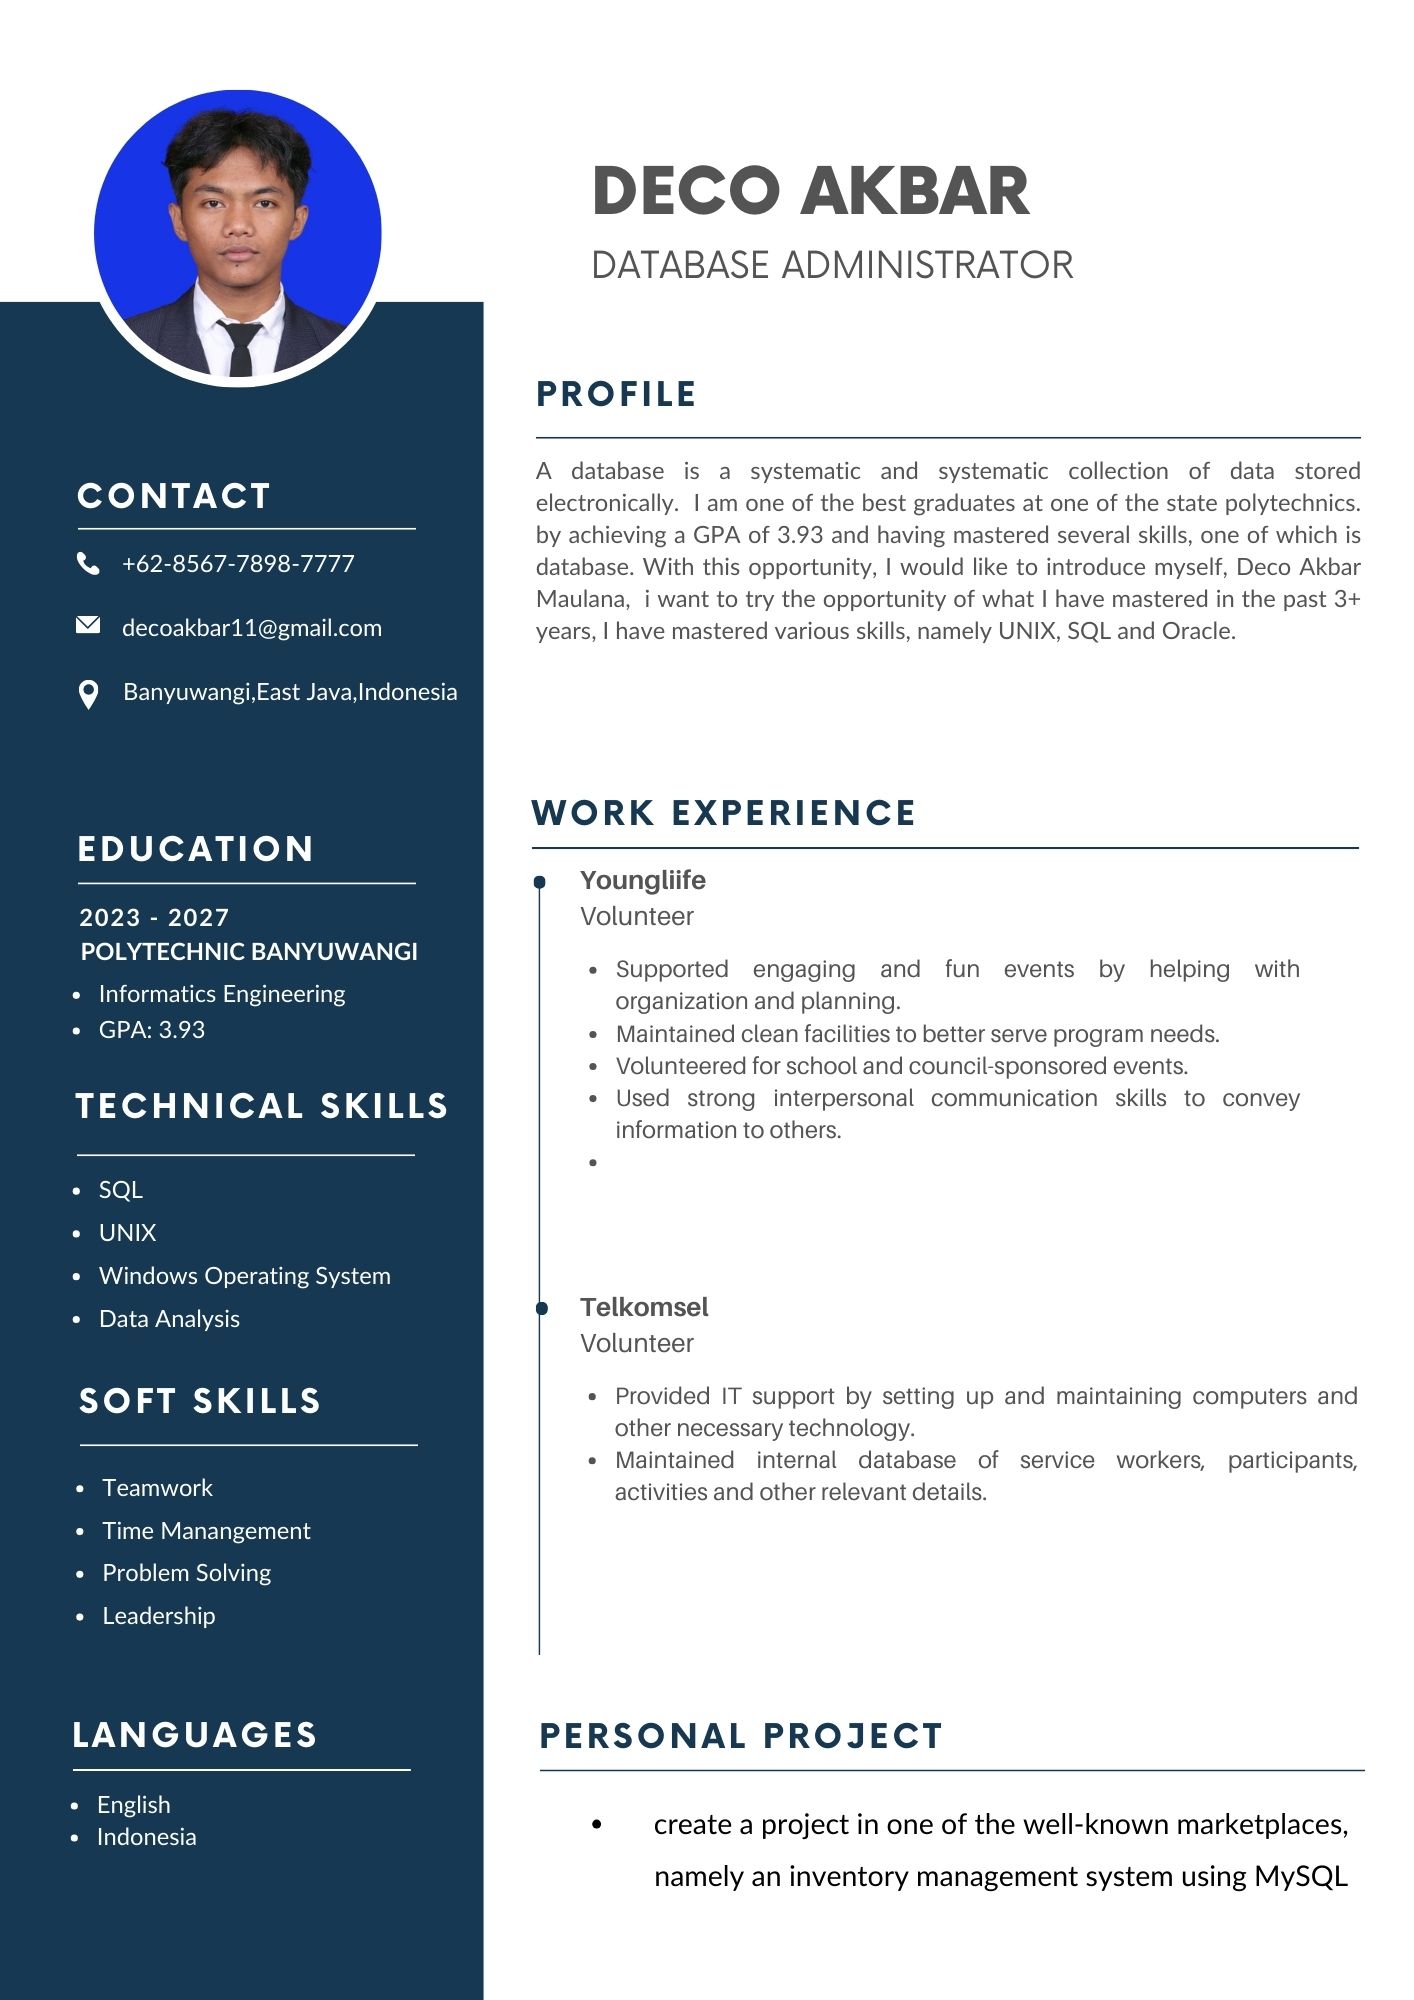 DECO AKBAR
DATABASE ADMINISTRATOR
CONTACT
+62-8567-7898-7777
decoakbar11@gmail.com
Banyuwangi,East Java,Indonesia
EDUCATION
2023 - 2027
POLYTECHNIC BANYUWANGI
• Informatics Engineering
• GPA: 3.93
TECHNICAL SKILLS
• SQL
• UNIX
• Windows Operating System
• Data Analysis
SOFT SKILLS
• Teamwork
• Time Manangement
• Problem Solving
• Leadership
LANGUAGES
• English
• Indonesia
PROFILE
A database is a systematic and systematic collection of data stored
electronically. I am one of the best graduates at one of the state polytechnics.
by achieving a GPA of 3.93 and having mastered several skills, one of which is
database. With this opportunity, I would like to introduce myself, Deco Akbar
Maulana, i want to try the opportunity of what I have mastered in the past 3+
years, I have mastered various skills, namely UNIX, SQL and Oracle.
WORK EXPERIENCE
Youngliife
Volunteer
• Supported engaging and fun events by helping with
organization and planning.
• Maintained clean facilities to better serve program needs.
• Volunteered for school and council-sponsored events.
• Used strong interpersonal communication skills to convey
information to others.
•
Telkomsel
Volunteer
• Provided IT support by setting up and maintaining computers and
other necessary technology.
• Maintained internal database of service workers, participants,
activities and other relevant details.
PERSONAL PROJECT
• create a project in one of the well-known marketplaces,
namely an inventory management system using MySQL